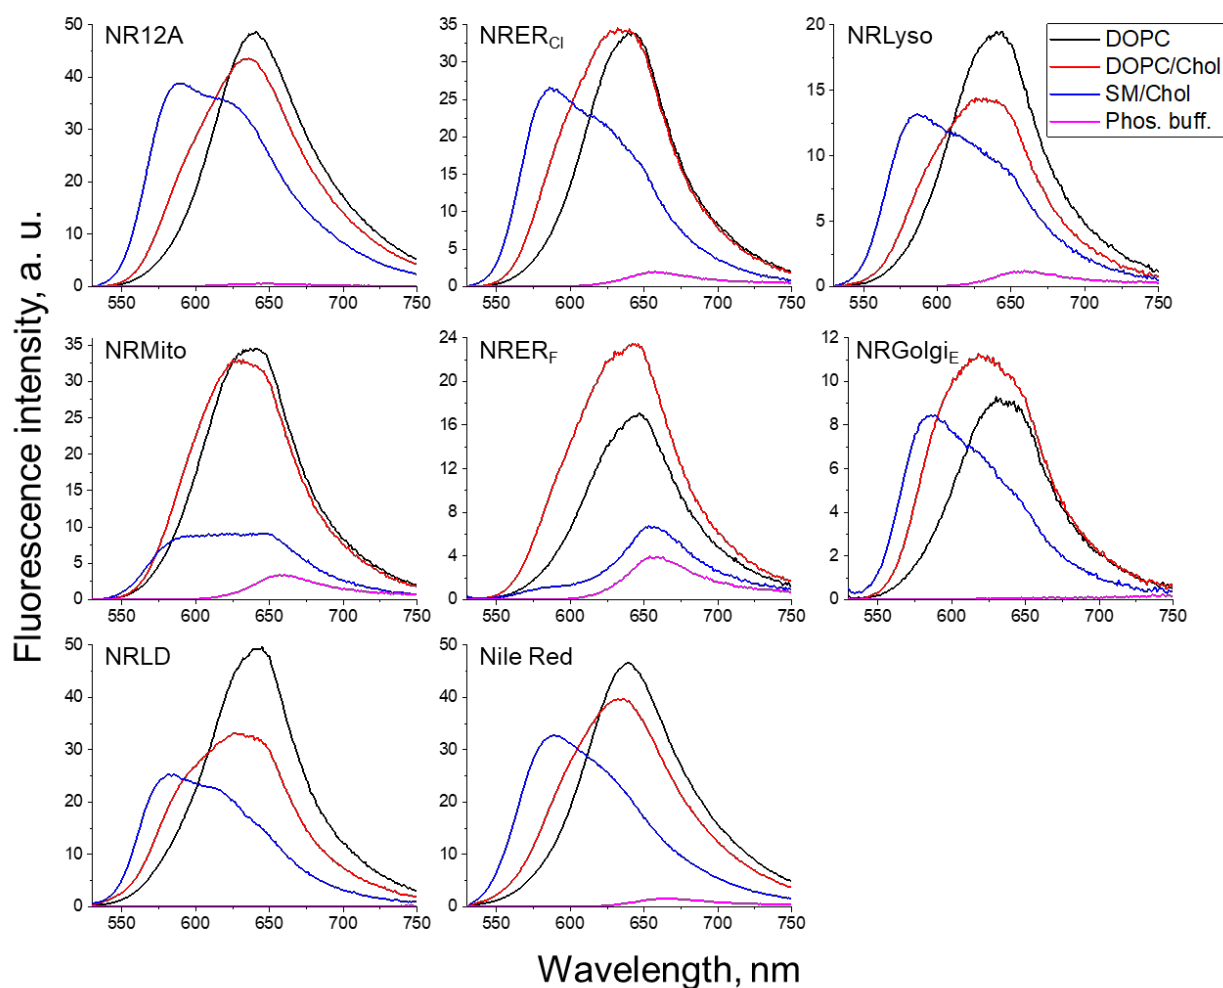 NR12A
50
40
30
20
10
0
550 600 650 700 750
NRER_Cl
35
30
25
20
15
10
5
0
550 600 650 700 750
NRLyso
20
15
10
5
0
550 600 650 700 750
DOPC
DOPC/Chol
SM/Chol
Phos. buff.
NRMito
35
30
25
20
15
10
5
0
550 600 650 700 750
NRER_F
24
20
16
12
8
4
0
550 600 650 700 750
NRGolgi_E
12
10
8
6
4
2
0
550 600 650 700 750
NRLD
50
40
30
20
10
0
550 600 650 700 750
Nile Red
50
40
30
20
10
0
550 600 650 700 750
Fluorescence intensity, a. u.
Wavelength, nm